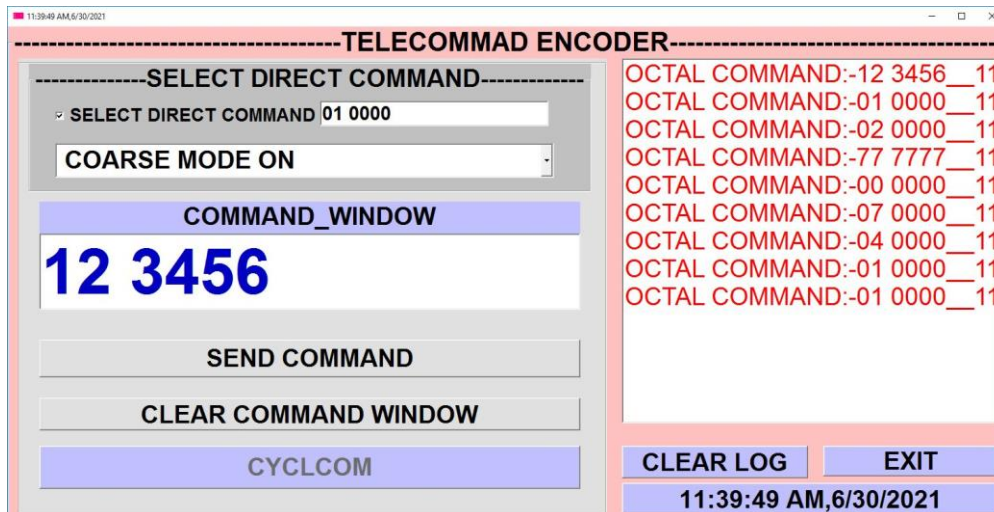 11:39:49 AM,6/30/2021
-------------------------------------TELECOMMAD ENCODER-------------------------------------
--------------SELECT DIRECT COMMAND-------------
SELECT DIRECT COMMAND 01 0000
COARSE MODE ON
COMMAND_WINDOW
12 3456
SEND COMMAND
CLEAR COMMAND WINDOW
CYCLCOM
OCTAL COMMAND:-12 3456__11
OCTAL COMMAND:-01 0000__11
OCTAL COMMAND:-02 0000__11
OCTAL COMMAND:-77 7777__11
OCTAL COMMAND:-00 0000__11
OCTAL COMMAND:-07 0000__11
OCTAL COMMAND:-04 0000__11
OCTAL COMMAND:-01 0000__11
OCTAL COMMAND:-01 0000__11
CLEAR LOG
EXIT
11:39:49 AM,6/30/2021